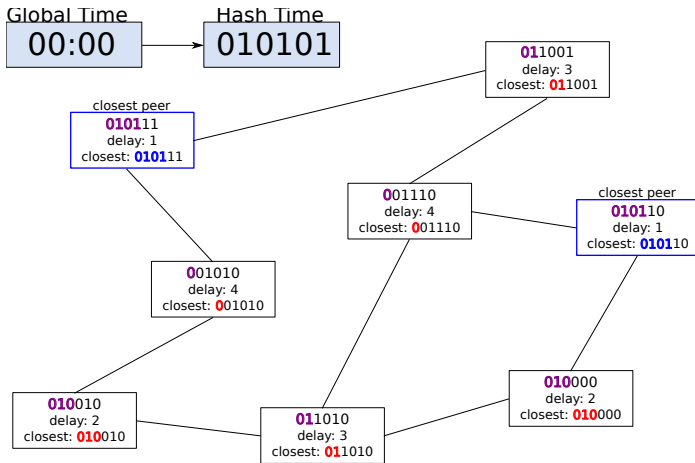 Global Time
Hash Time
00:00
010101
011001
delay: 3
closest: 011001
closest peer
010111
delay: 1
closest: 010111
001110
delay: 4
closest: 001110
closest peer
010110
delay: 1
closest: 010110
001010
delay: 4
closest: 001010
010000
delay: 2
closest: 010000
010010
delay: 2
closest: 010010
011010
delay: 3
closest: 011010